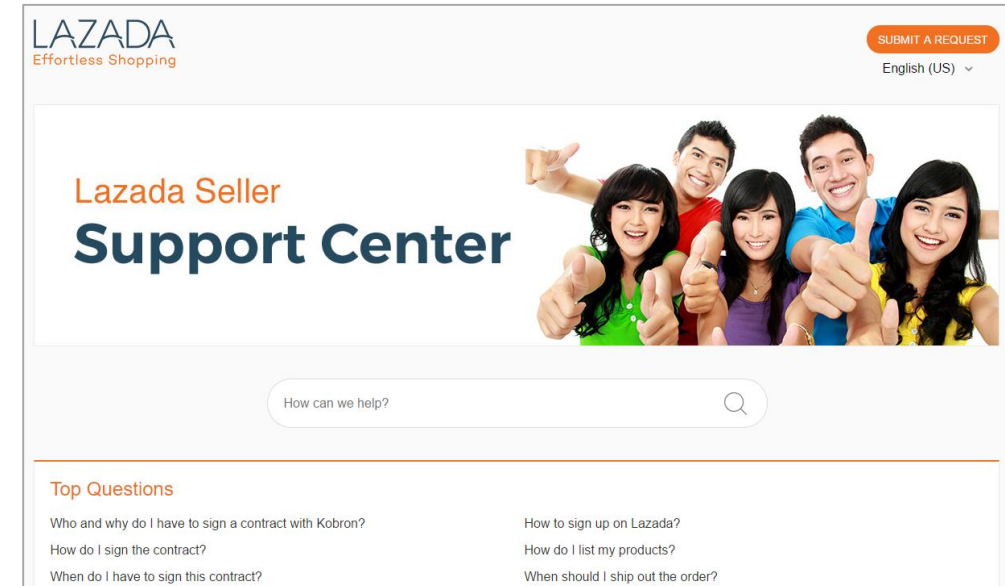 LAZADA
Effortless Shopping
SUBMIT A REQUEST
English (US)
Lazada Seller
Support Center
How can we help?
Top Questions
Who and why do I have to sign a contract with Kobron?
How to sign up on Lazada?
How do I sign the contract?
How do I list my products?
When do I have to sign this contract?
When should I ship out the order?